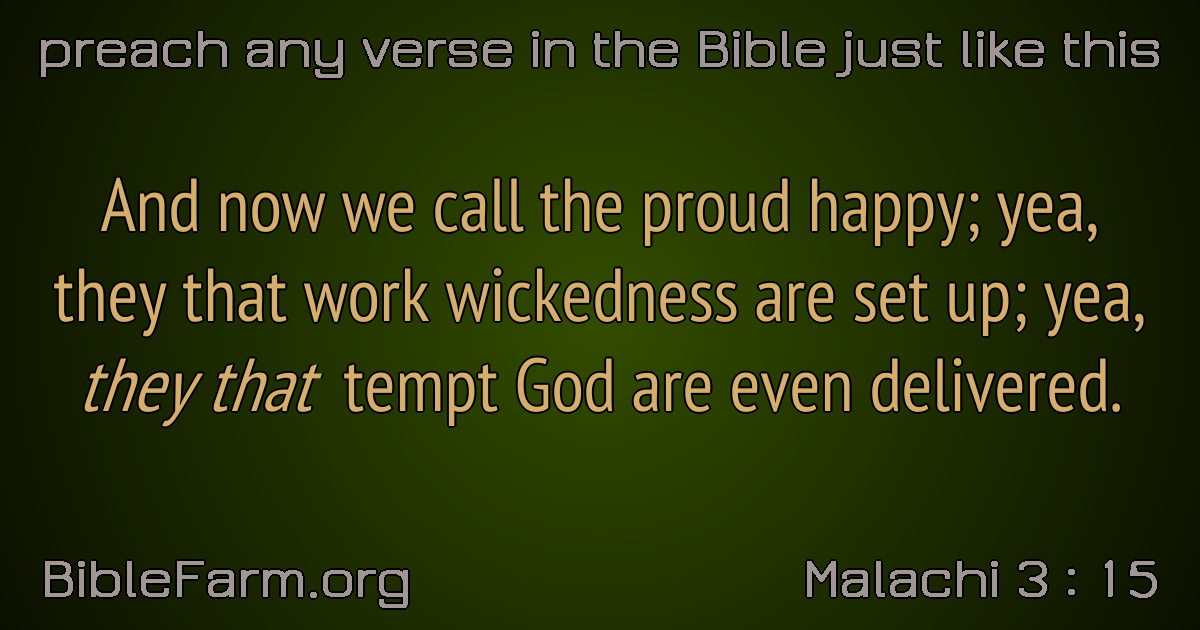 preach any verse in the Bible just like this
And now we call the proud happy; yea,
they that work wickedness are set up; yea,
they that tempt God are even delivered.
BibleFarm.org
Malachi 3 : 15